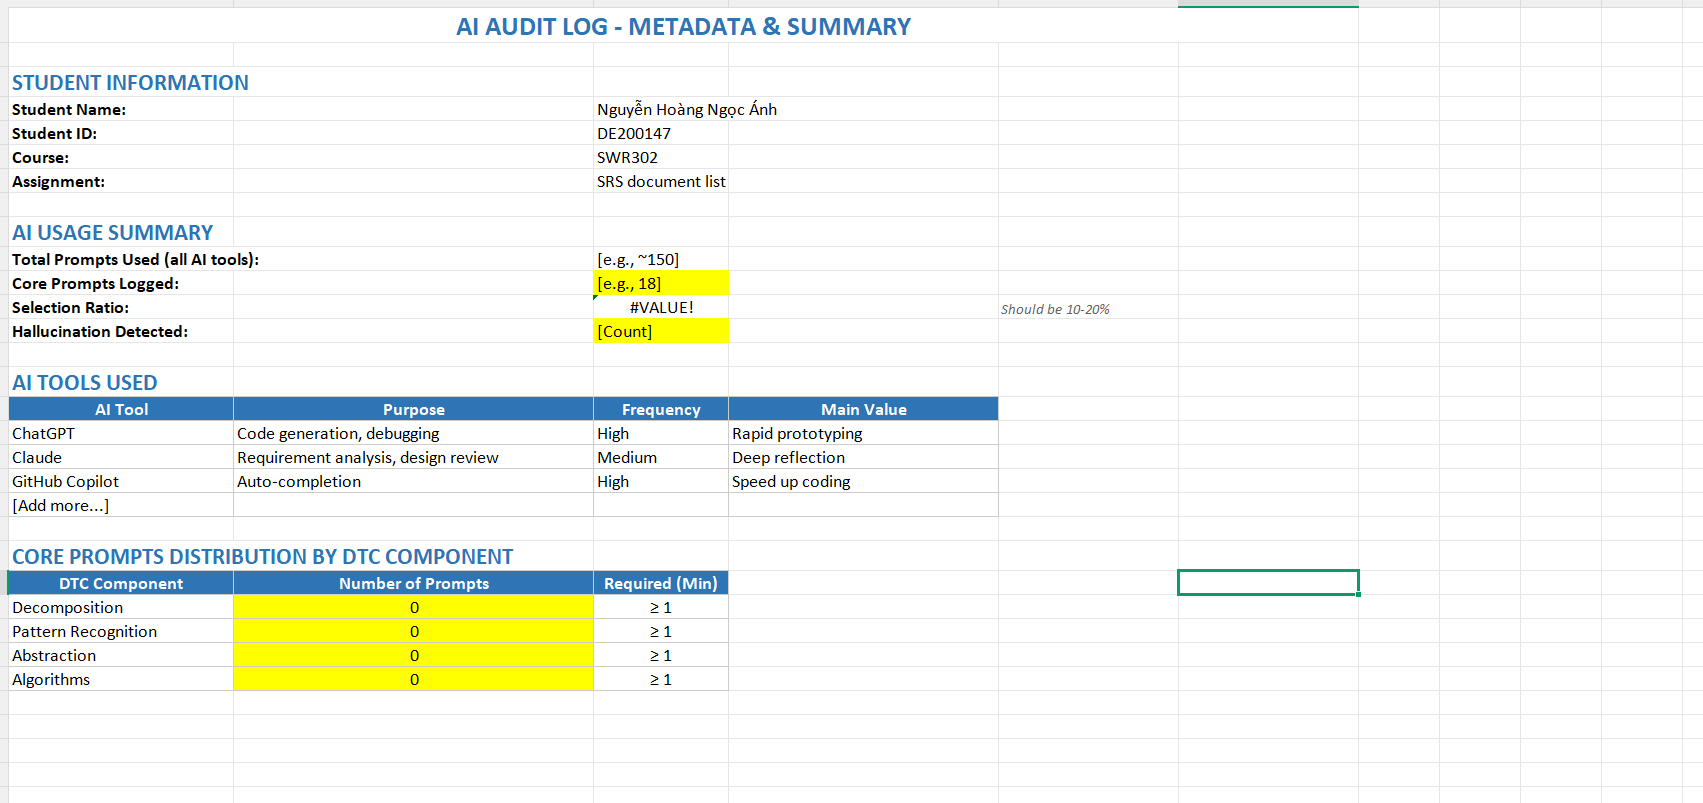 AI AUDIT LOG - METADATA & SUMMARY
STUDENT INFORMATION
Student Name: Nguyễn Hoàng Ngọc Ánh
Student ID: DE200147
Course: SWR302
Assignment: SRS document list
AI USAGE SUMMARY
Total Prompts Used (all AI tools): [e.g., ~150]
Core Prompts Logged: [e.g., 18]
Selection Ratio: #VALUE! Should be 10-20%
Hallucination Detected: [Count]
AI TOOLS USED
AI Tool Purpose Frequency Main Value
ChatGPT Code generation, debugging High Rapid prototyping
Claude Requirement analysis, design review Medium Deep reflection
GitHub Copilot Auto-completion High Speed up coding
[Add more...]
CORE PROMPTS DISTRIBUTION BY DTC COMPONENT
DTC Component Number of Prompts Required (Min)
Decomposition 0 ≥ 1
Pattern Recognition 0 ≥ 1
Abstraction 0 ≥ 1
Algorithms 0 ≥ 1